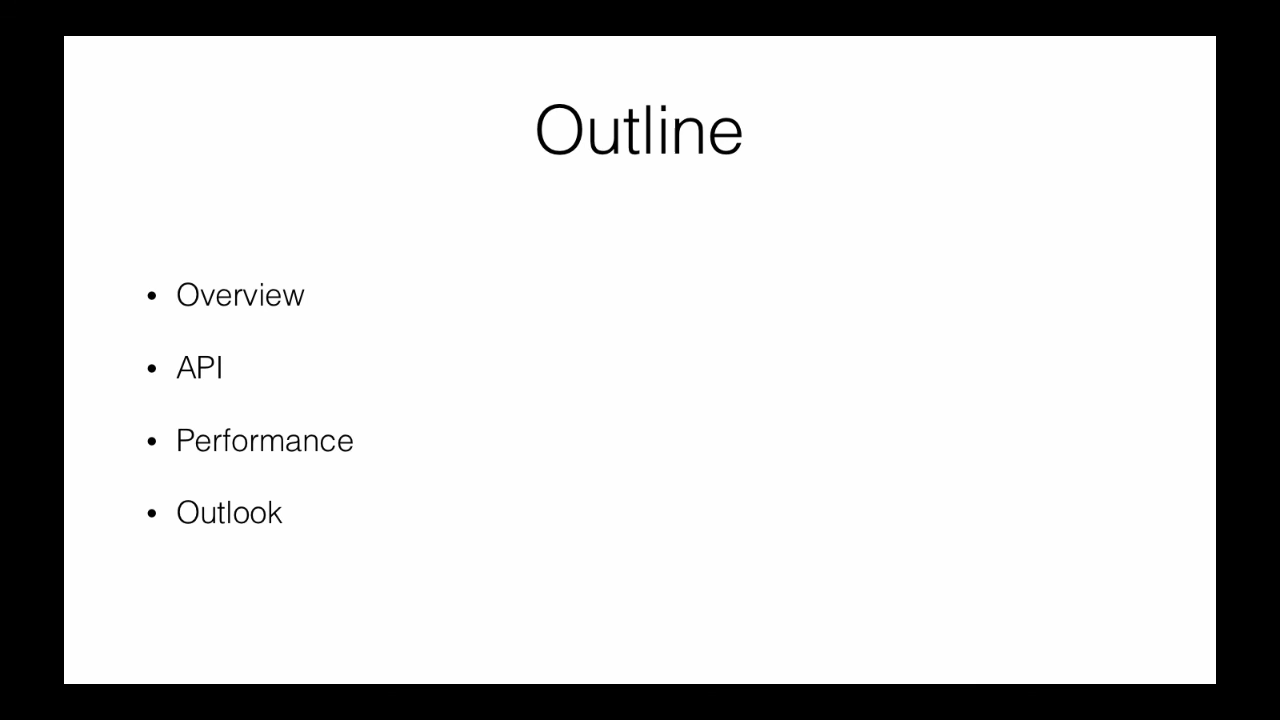 Outline
• Overview
• API
• Performance
• Outlook